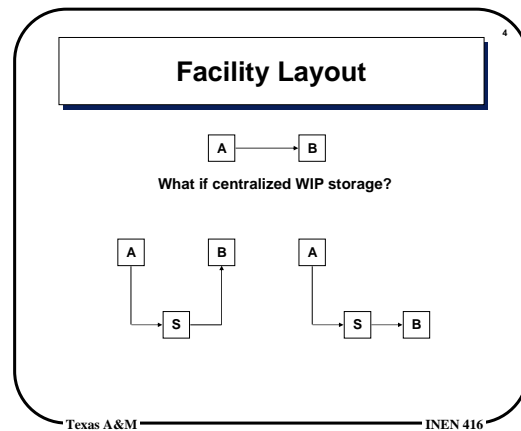 4
Facility Layout
A B
What if centralized WIP storage?
A B A
S S B
Texas A&M INEN 416